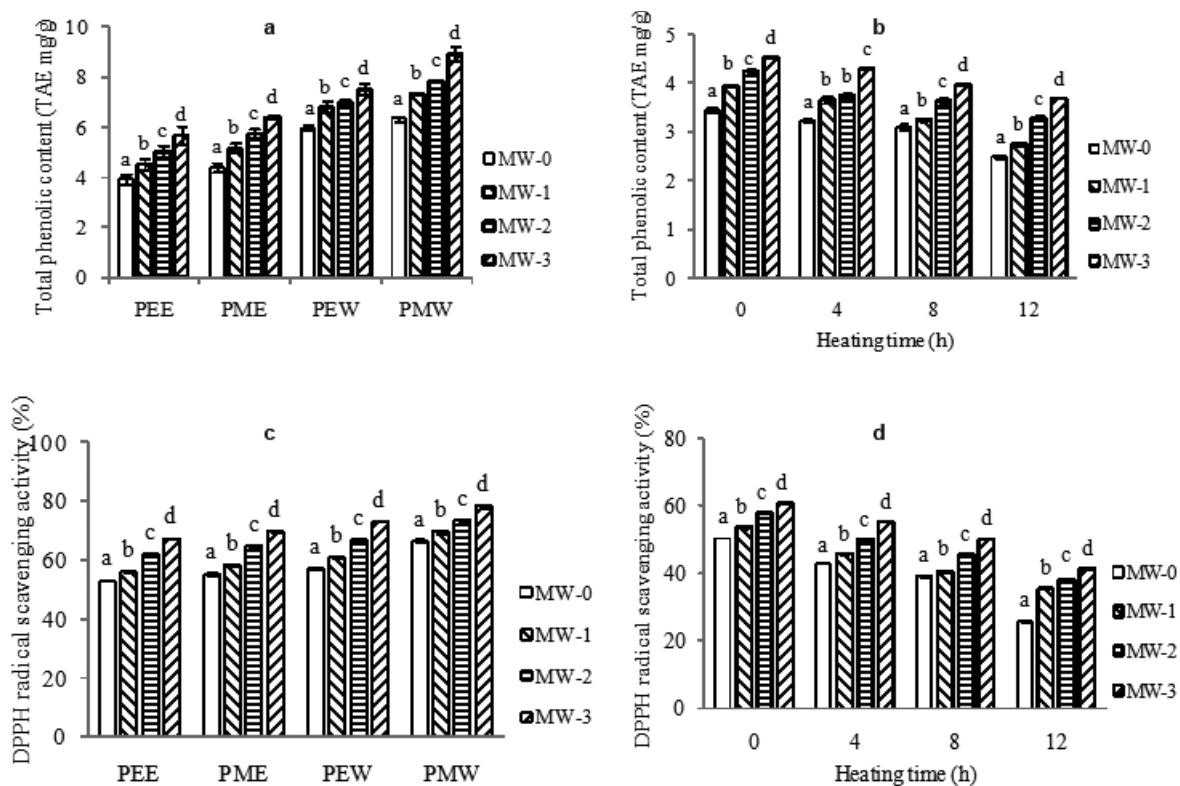 a
Total phenolic content (TAE mg/g)
10
8
6
4
2
0
a b c d
a b c d
a b c d
a b c d
PEE PME PEW PMW
MW-0
MW-1
MW-2
MW-3
b
Total phenolic content (TAE mg/g)
5
4
3
2
1
0
a b c d
a b b c
a b c d
a b c d
0 4 8 12
Heating time (h)
MW-0
MW-1
MW-2
MW-3
c
DPPH radical scavenging activity (%)
100
80
60
40
20
0
a b c d
a b c d
a b c d
a b c d
PEE PME PEW PMW
MW-0
MW-1
MW-2
MW-3
d
DPPH radical scavenging activity (%)
80
60
40
20
0
a b c d
a b c d
a b c d
a b c d
0 4 8 12
Heating time (h)
MW-0
MW-1
MW-2
MW-3